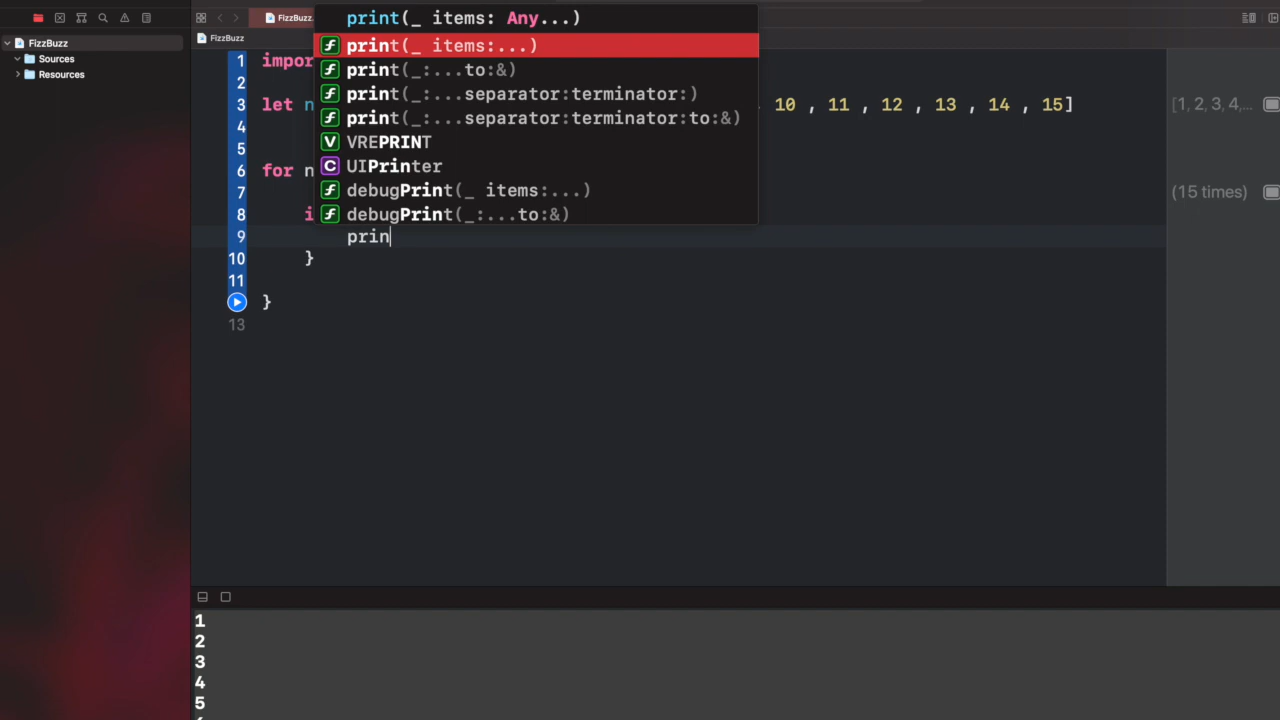 FizzBuzz.
FizzBuzz
FizzBuzz
Sources
Resources
print(_ items: Any...)
print(_ items:...)
print(_:...to:&)
print(_:...separator:terminator:)
print(_:...separator:terminator:to:&)
VREPRINT
UIPrinter
debugPrint(_ items:...)
debugPrint(_:...to:&)
1 impor
2
3 let n , 10 , 11 , 12 , 13 , 14 , 15] [1, 2, 3, 4,...
4
5
6 for n
7 (15 times)
8 i
9 prin
10 }
11
}
13
1
2
3
4
5